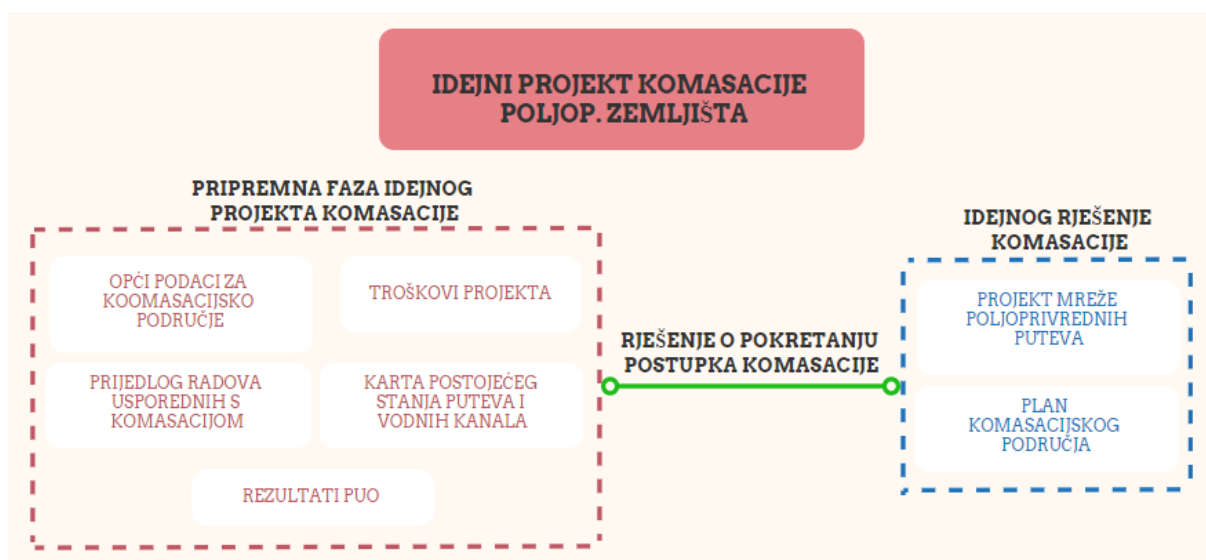 IDEJNI PROJEKT KOMASACIJE
POLJOP. ZEMLJIŠTA
PRIPREMNA FAZA IDEJNOG
PROJEKTA KOMASACIJE
OPĆI PODACI ZA
KOOMASACIJSKO
PODRUČJE
TROŠKOVI PROJEKTA
PRIJEDLOG RADOVA
USPOREDNIH S
KOMASACIJOM
KARTA POSTOJEĆEG
STANJA PUTEVA I
VODNIH KANALA
REZULTATI PUO
RJEŠENJE O POKRETANJU
POSTUPKA KOMASACIJE
IDEJNOG RJEŠENJE
KOMASACIJE
PROJEKT MREŽE
POLJOPRIVREDNIH
PUTEVA
PLAN
KOMASACIJSKOG
PODRUČJA